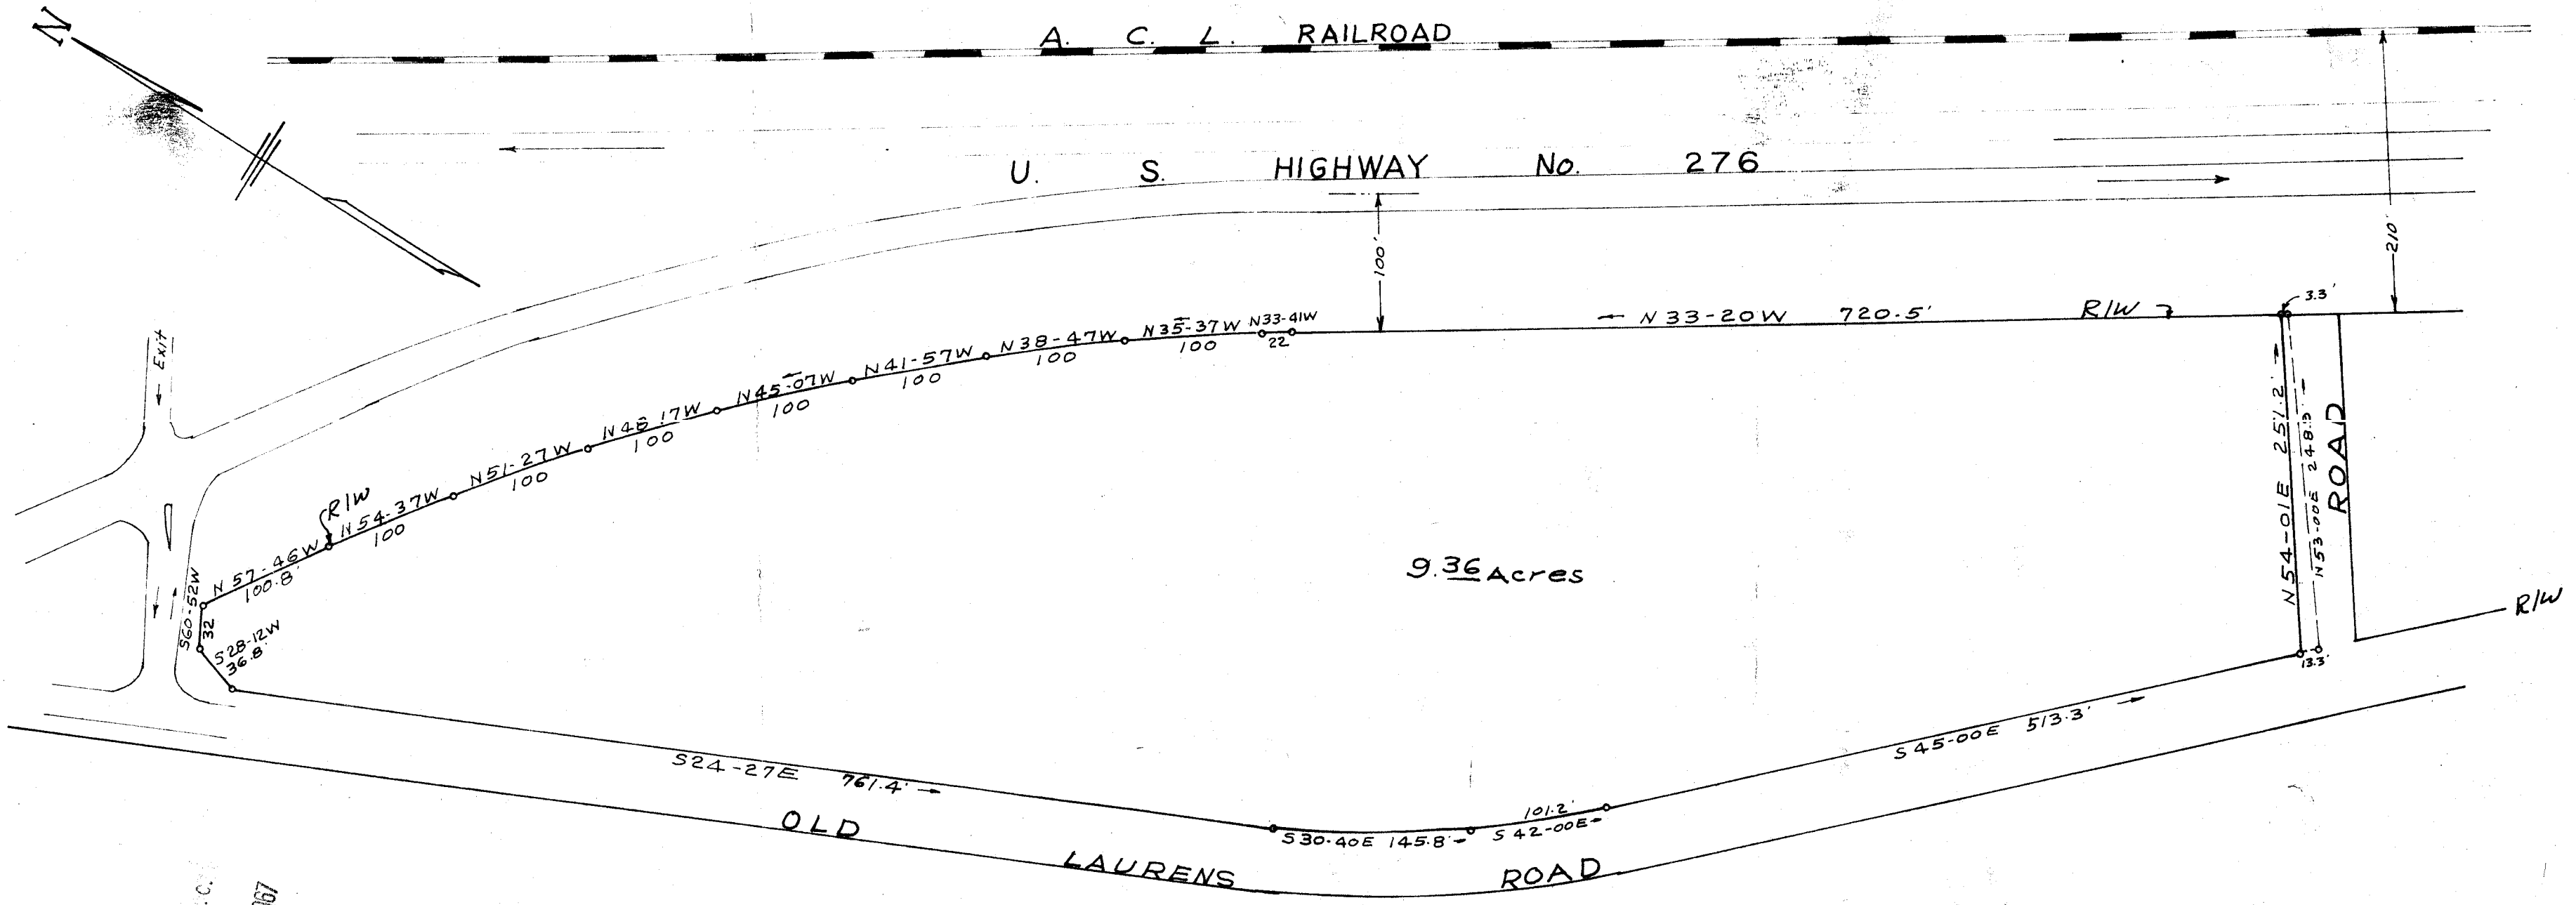 N
A. C. L. RAILROAD
U. S. HIGHWAY No. 276
100'
210'
EXIT
N 33-20W 720.5' R/W
3.3'
N33-41W
22
N35-37W
100
N38-47W
100
N41-57W
100
N45-07W
100
N48-17W
100
N51-27W
100
R/W
N54-37W
100
N 57-46W
100.8'
S60-52W
32
S28-12W
36.8'
9.36 Acres
N54-01E 251.2'
N53-00E 248.3'
ROAD
R/W
13.3'
S24-27E 761.4'
S30-40E 145.8'
101.2'
S 42-00E
S 45-00E 513.3'
OLD LAURENS ROAD
.C.
967